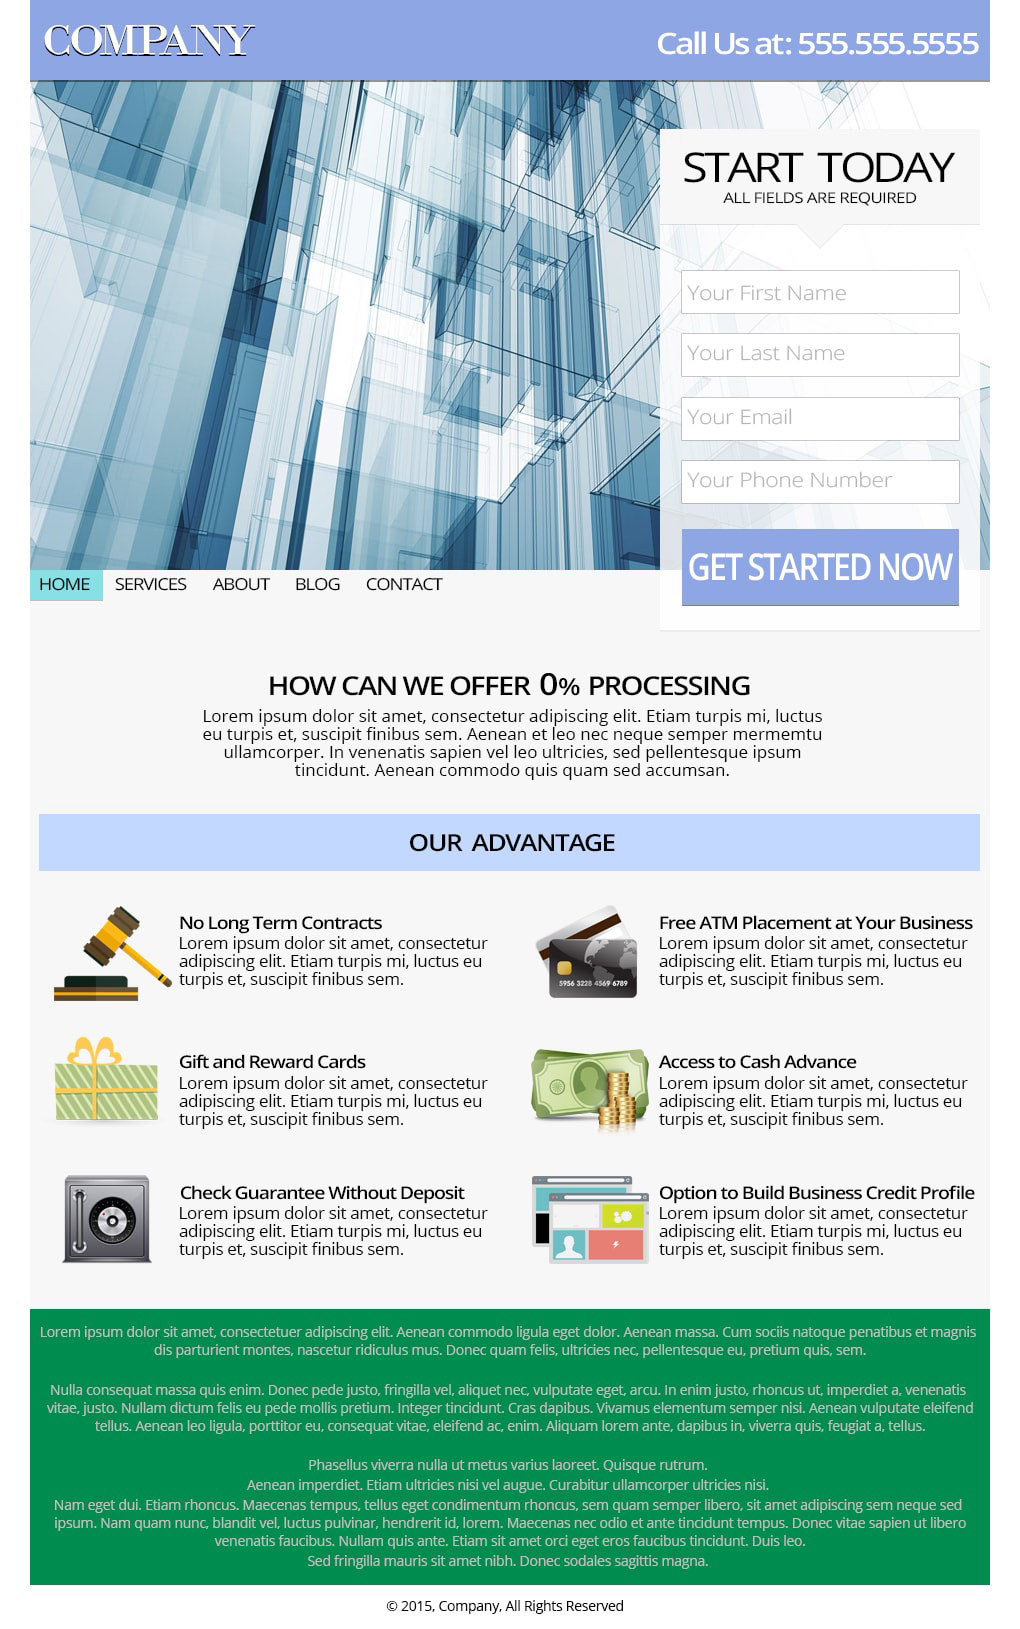 COMPANY
Call Us at: 555.555.5555
START TODAY
ALL FIELDS ARE REQUIRED
Your First Name
Your Last Name
Your Email
Your Phone Number
GET STARTED NOW
HOME SERVICES ABOUT BLOG CONTACT
HOW CAN WE OFFER 0% PROCESSING
Lorem ipsum dolor sit amet, consectetur adipiscing elit. Etiam turpis mi, luctus
eu turpis et, suscipit finibus sem. Aenean et leo nec neque semper mermemtu
ullamcorper. In venenatis sapien vel leo ultricies, sed pellentesque ipsum
tincidunt. Aenean commodo quis quam sed accumsan.
OUR ADVANTAGE
No Long Term Contracts
Lorem ipsum dolor sit amet, consectetur
adipiscing elit. Etiam turpis mi, luctus eu
turpis et, suscipit finibus sem.
5956 3228 4569 6789
Free ATM Placement at Your Business
Lorem ipsum dolor sit amet, consectetur
adipiscing elit. Etiam turpis mi, luctus eu
turpis et, suscipit finibus sem.
Gift and Reward Cards
Lorem ipsum dolor sit amet, consectetur
adipiscing elit. Etiam turpis mi, luctus eu
turpis et, suscipit finibus sem.
Access to Cash Advance
Lorem ipsum dolor sit amet, consectetur
adipiscing elit. Etiam turpis mi, luctus eu
turpis et, suscipit finibus sem.
Check Guarantee Without Deposit
Lorem ipsum dolor sit amet, consectetur
adipiscing elit. Etiam turpis mi, luctus eu
turpis et, suscipit finibus sem.
Option to Build Business Credit Profile
Lorem ipsum dolor sit amet, consectetur
adipiscing elit. Etiam turpis mi, luctus eu
turpis et, suscipit finibus sem.
Lorem ipsum dolor sit amet, consectetuer adipiscing elit. Aenean commodo ligula eget dolor. Aenean massa. Cum sociis natoque penatibus et magnis
dis parturient montes, nascetur ridiculus mus. Donec quam felis, ultricies nec, pellentesque eu, pretium quis, sem.
Nulla consequat massa quis enim. Donec pede justo, fringilla vel, aliquet nec, vulputate eget, arcu. In enim justo, rhoncus ut, imperdiet a, venenatis
vitae, justo. Nullam dictum felis eu pede mollis pretium. Integer tincidunt. Cras dapibus. Vivamus elementum semper nisi. Aenean vulputate eleifend
tellus. Aenean leo ligula, porttitor eu, consequat vitae, eleifend ac, enim. Aliquam lorem ante, dapibus in, viverra quis, feugiat a, tellus.
Phasellus viverra nulla ut metus varius laoreet. Quisque rutrum.
Aenean imperdiet. Etiam ultricies nisi vel augue. Curabitur ullamcorper ultricies nisi.
Nam eget dui. Etiam rhoncus. Maecenas tempus, tellus eget condimentum rhoncus, sem quam semper libero, sit amet adipiscing sem neque sed
ipsum. Nam quam nunc, blandit vel, luctus pulvinar, hendrerit id, lorem. Maecenas nec odio et ante tincidunt tempus. Donec vitae sapien ut libero
venenatis faucibus. Nullam quis ante. Etiam sit amet orci eget eros faucibus tincidunt. Duis leo.
Sed fringilla mauris sit amet nibh. Donec sodales sagittis magna.
© 2015, Company, All Rights Reserved